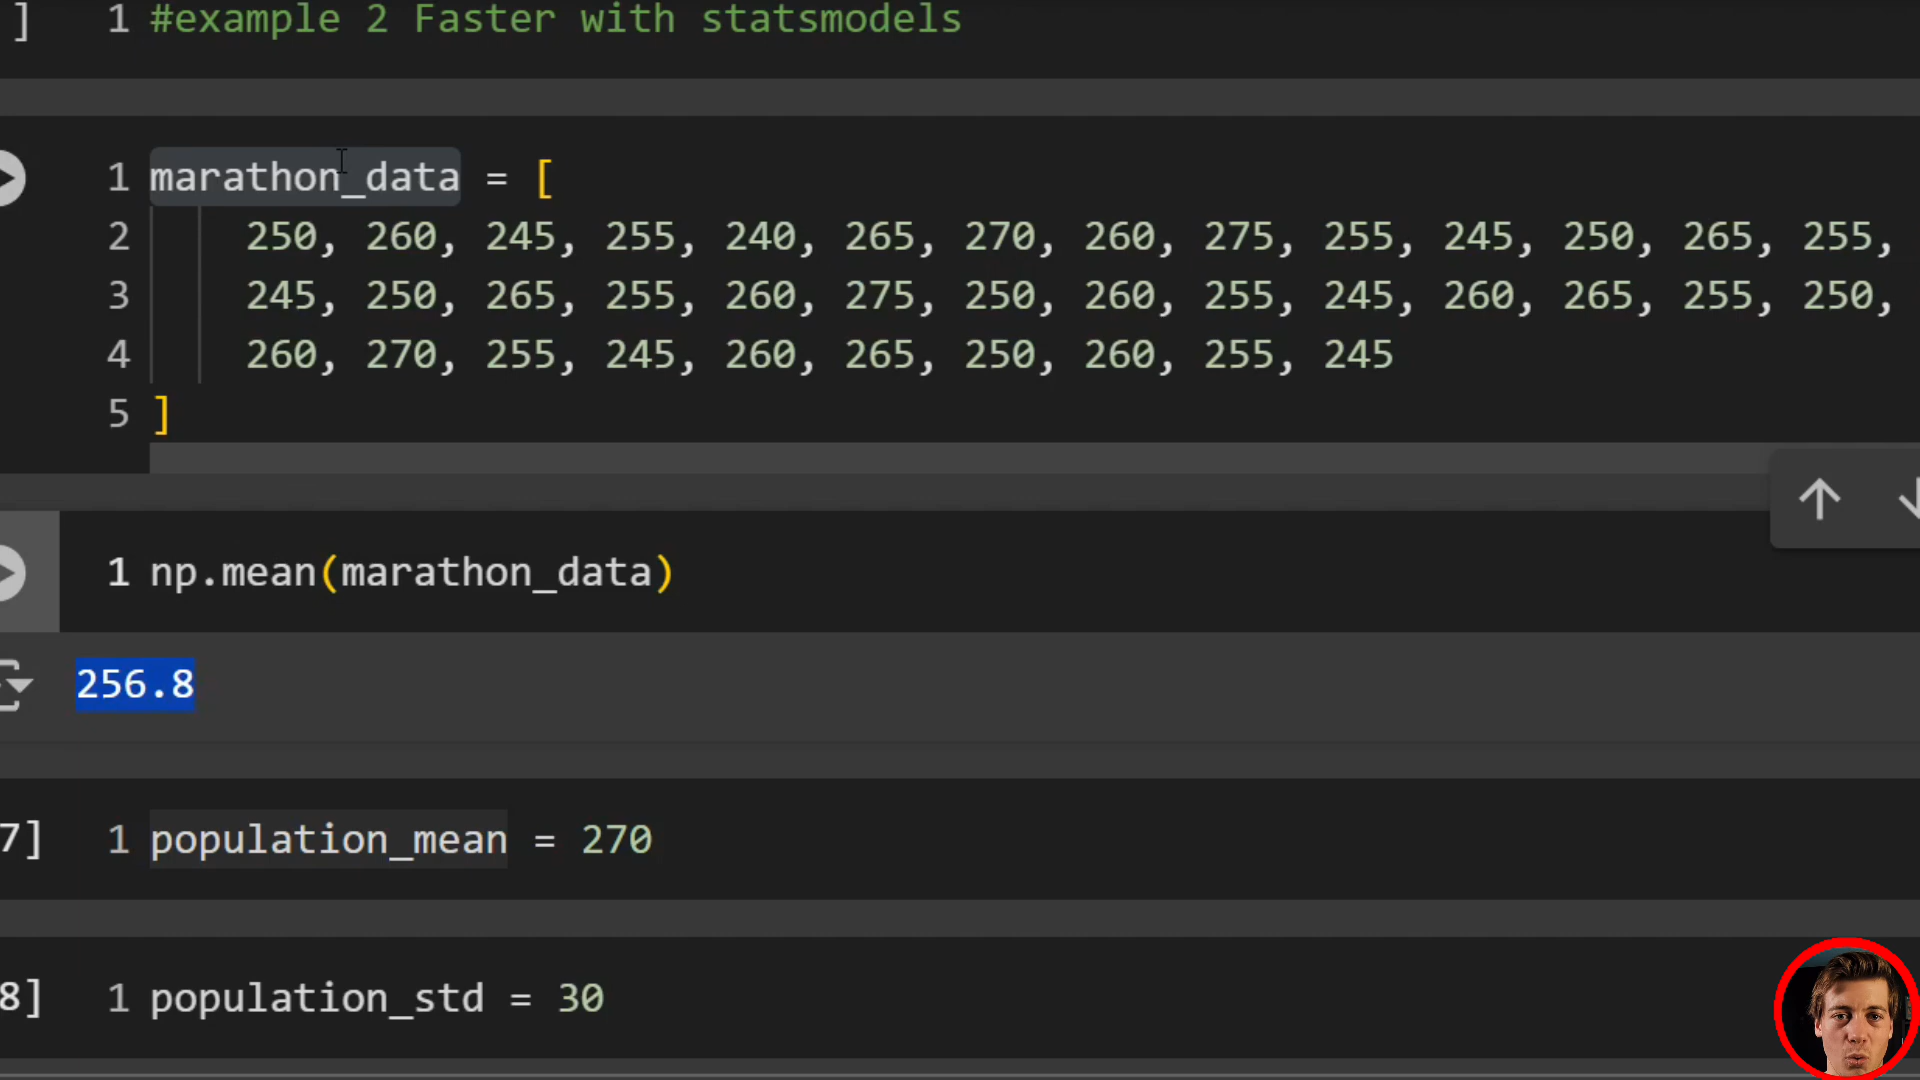 ] 1 #example 2 Faster with statsmodels
1 marathon_data = [
2 250, 260, 245, 255, 240, 265, 270, 260, 275, 255, 245, 250, 265, 255,
3 245, 250, 265, 255, 260, 275, 250, 260, 255, 245, 260, 265, 255, 250,
4 260, 270, 255, 245, 260, 265, 250, 260, 255, 245
5 ]
1 np.mean(marathon_data)
256.8
7] 1 population_mean = 270
8] 1 population_std = 30